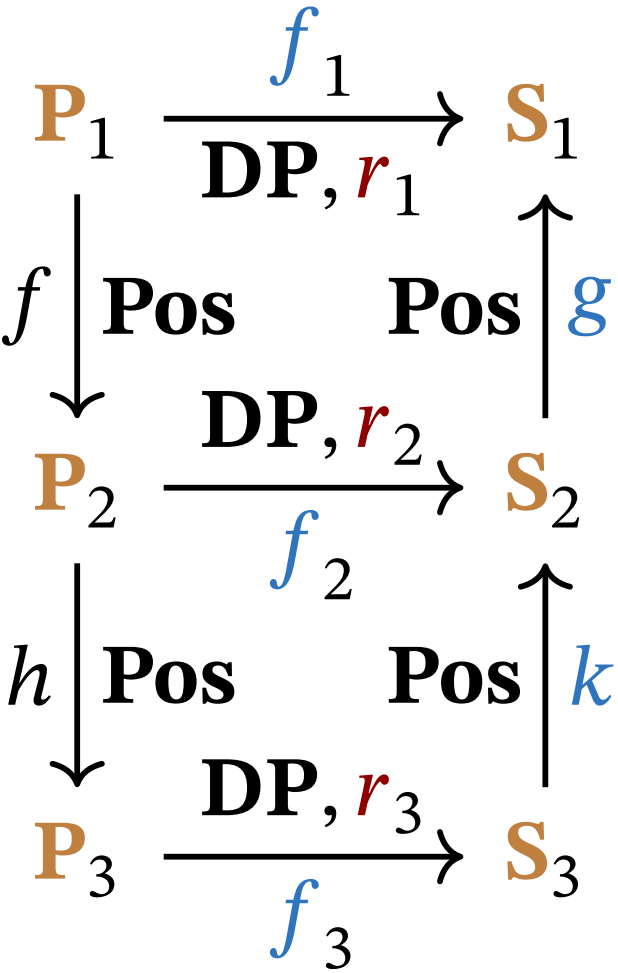 f₁
P₁ S₁
DP, r₁
f Pos Pos g
DP, r₂
P₂ S₂
f₂
h Pos Pos k
DP, r₃
P₃ S₃
f₃